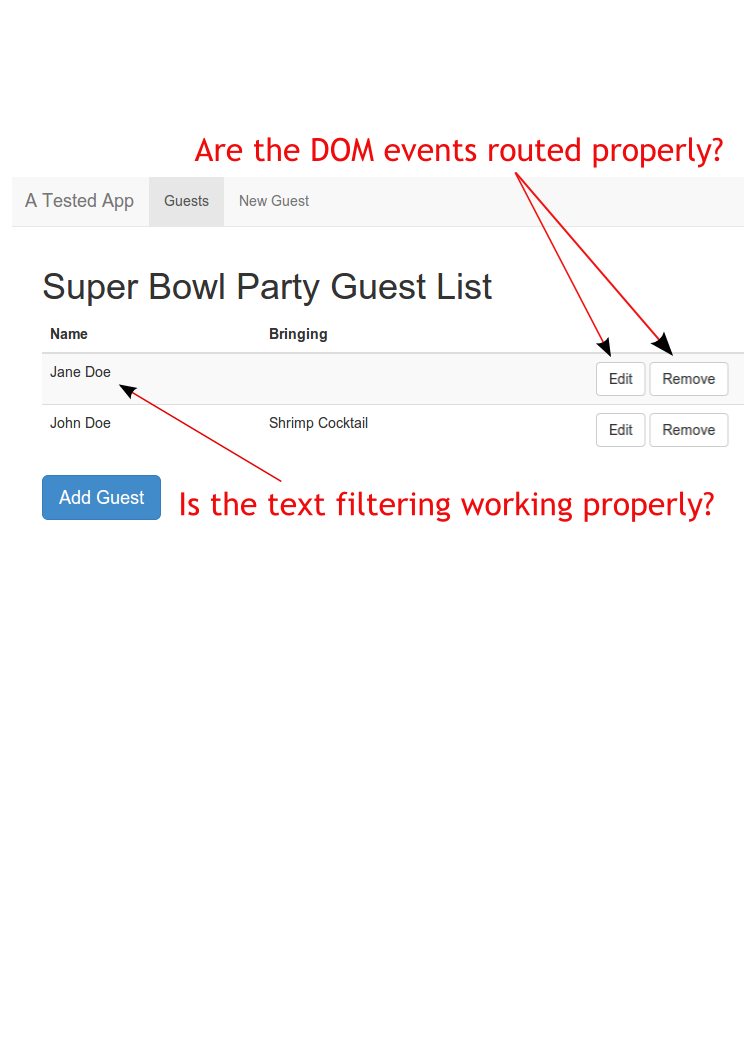 Are the DOM events routed properly?
A Tested App Guests New Guest
Super Bowl Party Guest List
Name Bringing
Jane Doe Edit Remove
John Doe Shrimp Cocktail Edit Remove
Add Guest Is the text filtering working properly?